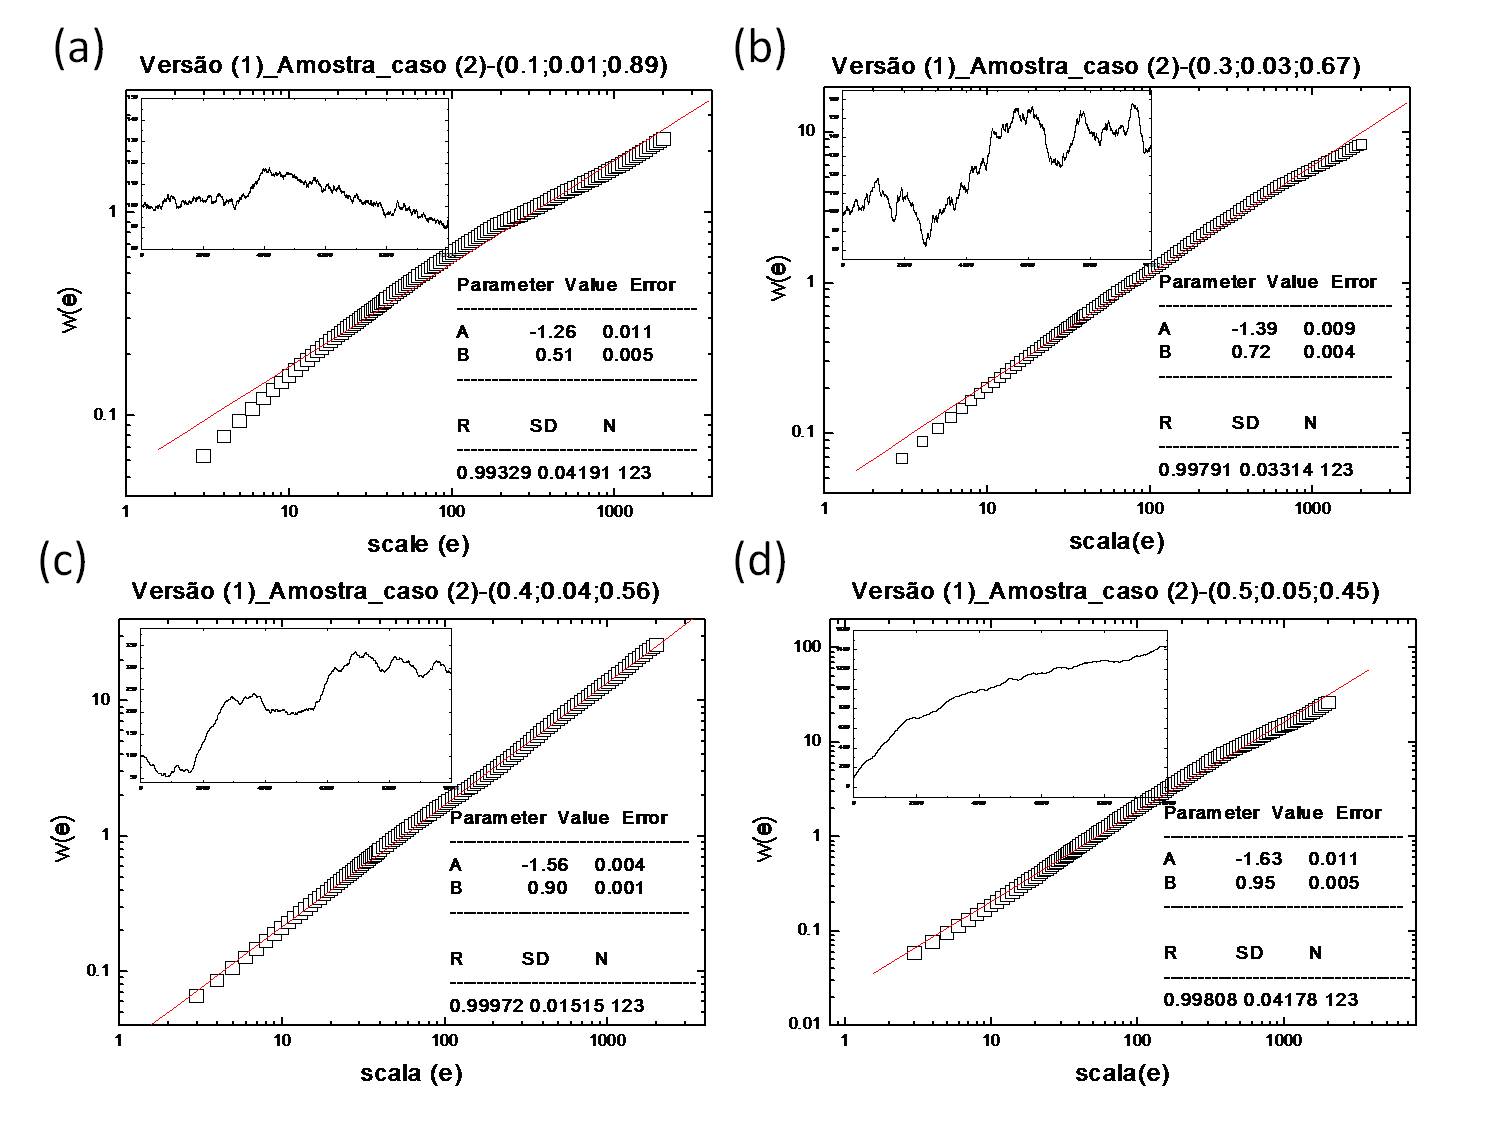 (a)
Versão (1)_Amostra_caso (2)-(0.1;0.01;0.89)
1
0.1
w(e)
Parameter Value Error
A -1.26 0.011
B 0.51 0.005
R SD N
0.99329 0.04191 123
1 10 100 1000
scale (e)
(b)
Versão (1)_Amostra_caso (2)-(0.3;0.03;0.67)
10
1
0.1
w(e)
Parameter Value Error
A -1.39 0.009
B 0.72 0.004
R SD N
0.99791 0.03314 123
1 10 100 1000
scala(e)
(c)
Versão (1)_Amostra_caso (2)-(0.4;0.04;0.56)
10
1
0.1
w(e)
Parameter Value Error
A -1.56 0.004
B 0.90 0.001
R SD N
0.99972 0.01515 123
1 10 100 1000
scala (e)
(d)
Versão (1)_Amostra_caso (2)-(0.5;0.05;0.45)
100
10
1
0.1
0.01
w(e)
Parameter Value Error
A -1.63 0.011
B 0.95 0.005
R SD N
0.99808 0.04178 123
1 10 100 1000
scala(e)